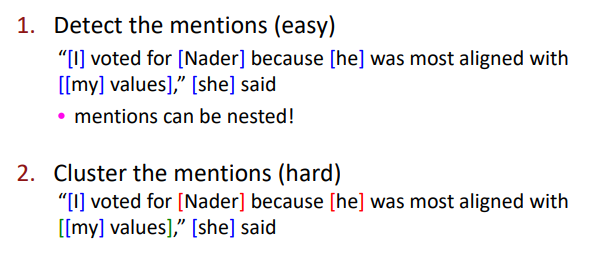 1. Detect the mentions (easy)
“[I] voted for [Nader] because [he] was most aligned with
[[my] values],” [she] said
• mentions can be nested!
2. Cluster the mentions (hard)
“[I] voted for [Nader] because [he] was most aligned with
[[my] values],” [she] said